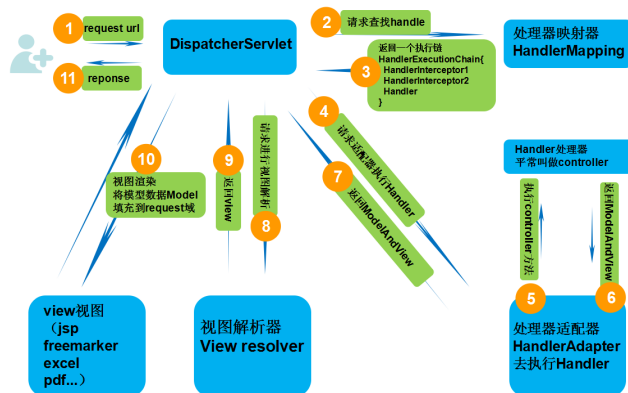 1
request url
DispatcherServlet
2
请求查找handle
处理器映射器
HandlerMapping
11
reponse
3
返回一个执行链
HandlerExecutionChain{
HandlerInterceptor1
HandlerInterceptor2
Handler
}
4
请求适配器执行Handler
7
返回ModelAndView
10
视图渲染
将模型数据Model
填充到request域
9
返回view
请求进行视图解析
8
Handler处理器
平常叫做controller
执行controller方法
5
返回ModelAndView
6
view视图
（jsp
freemarker
excel
pdf...）
视图解析器
View resolver
处理器适配器
HandlerAdapter
去执行Handler